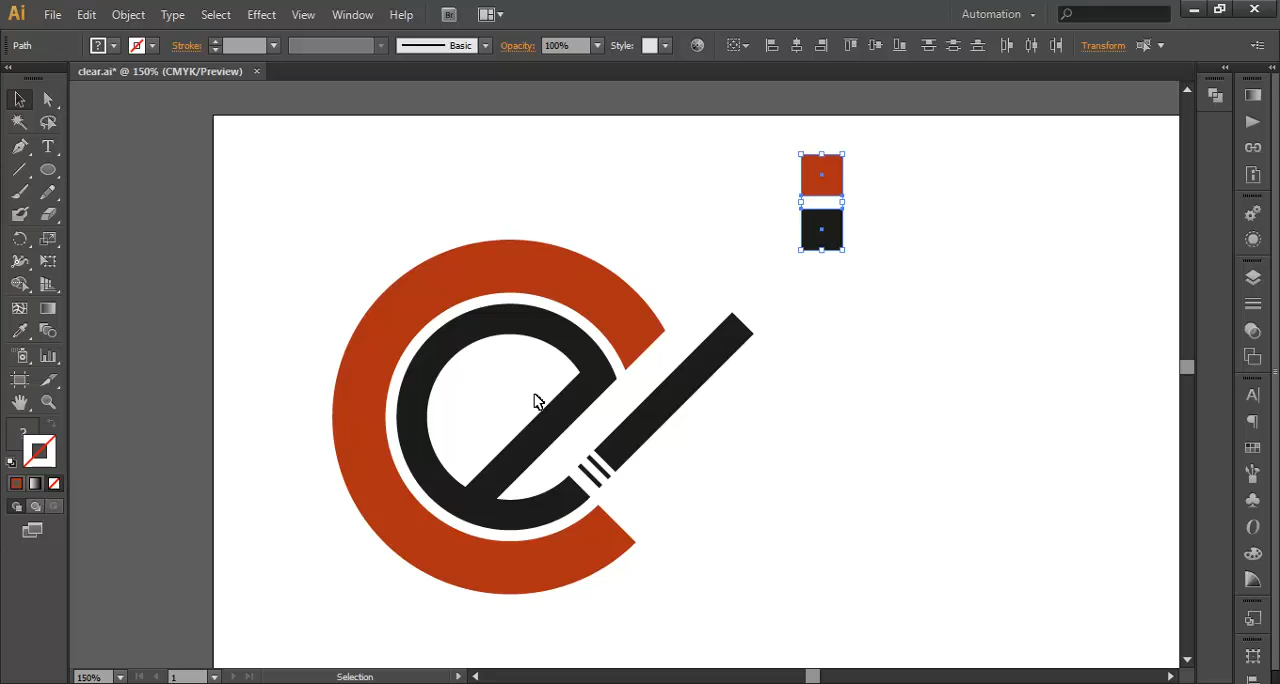 Ai File Edit Object Type Select Effect View Window Help Br Automation
Path ? Stroke: Basic Opacity: 100% Style: Transform
clear.ai* @ 150% (CMYK/Preview) ×
T
?
A
150% 1 Selection